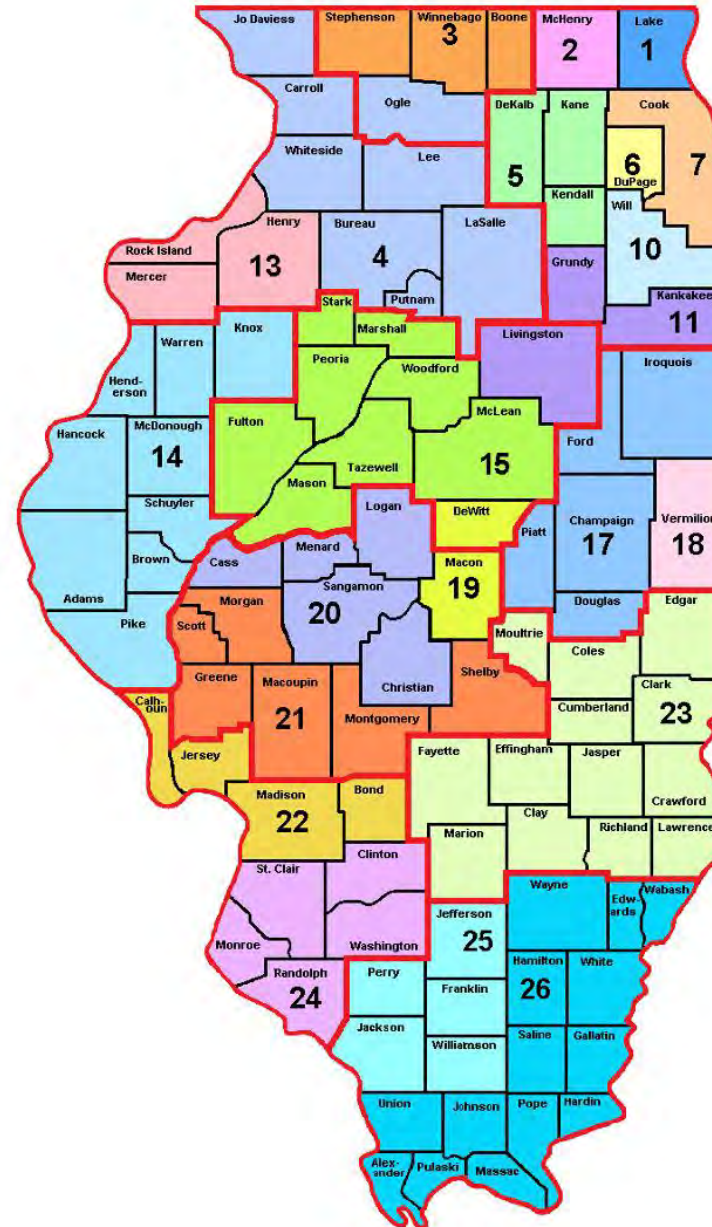 Jo Daviess
Stephenson
Winnebago
3
Boone
McHenry
2
Lake
1
Carroll
Ogle
DeKalb
5
Kane
Cook
7
6
DuPage
Whiteside
Lee
Kendall
Will
10
Rock Island
Henry
13
Mercer
Bureau
4
Putnam
LaSalle
Grundy
Kankakee
11
Stark
Marshall
Knox
Warren
Hend-
erson
Peoria
Woodford
Livingston
Iroquois
Hancock
McDonough
14
Fulton
McLean
15
Ford
Mason
Tazewell
Schuyler
Logan
DeWitt
Piatt
Champaign
17
Vermilion
18
Adams
Brown
Cass
Menard
Sangamon
20
Macon
19
Douglas
Pike
Morgan
Scott
Christian
Moultrie
Coles
Edgar
Greene
Macoupin
21
Montgomery
Shelby
Cumberland
Clark
23
Calh-
oun
Jersey
Fayette
Effingham
Jasper
Crawford
Madison
22
Bond
Marion
Clay
Richland
Lawrence
St. Clair
Clinton
Washington
Monroe
Randolph
24
Wayne
Edw-
ards
Wabash
Jefferson
25
Hamilton
26
White
Perry
Franklin
Jackson
Williamson
Saline
Gallatin
Union
Johnson
Pope
Hardin
Alex-
ander
Pulaski
Massac